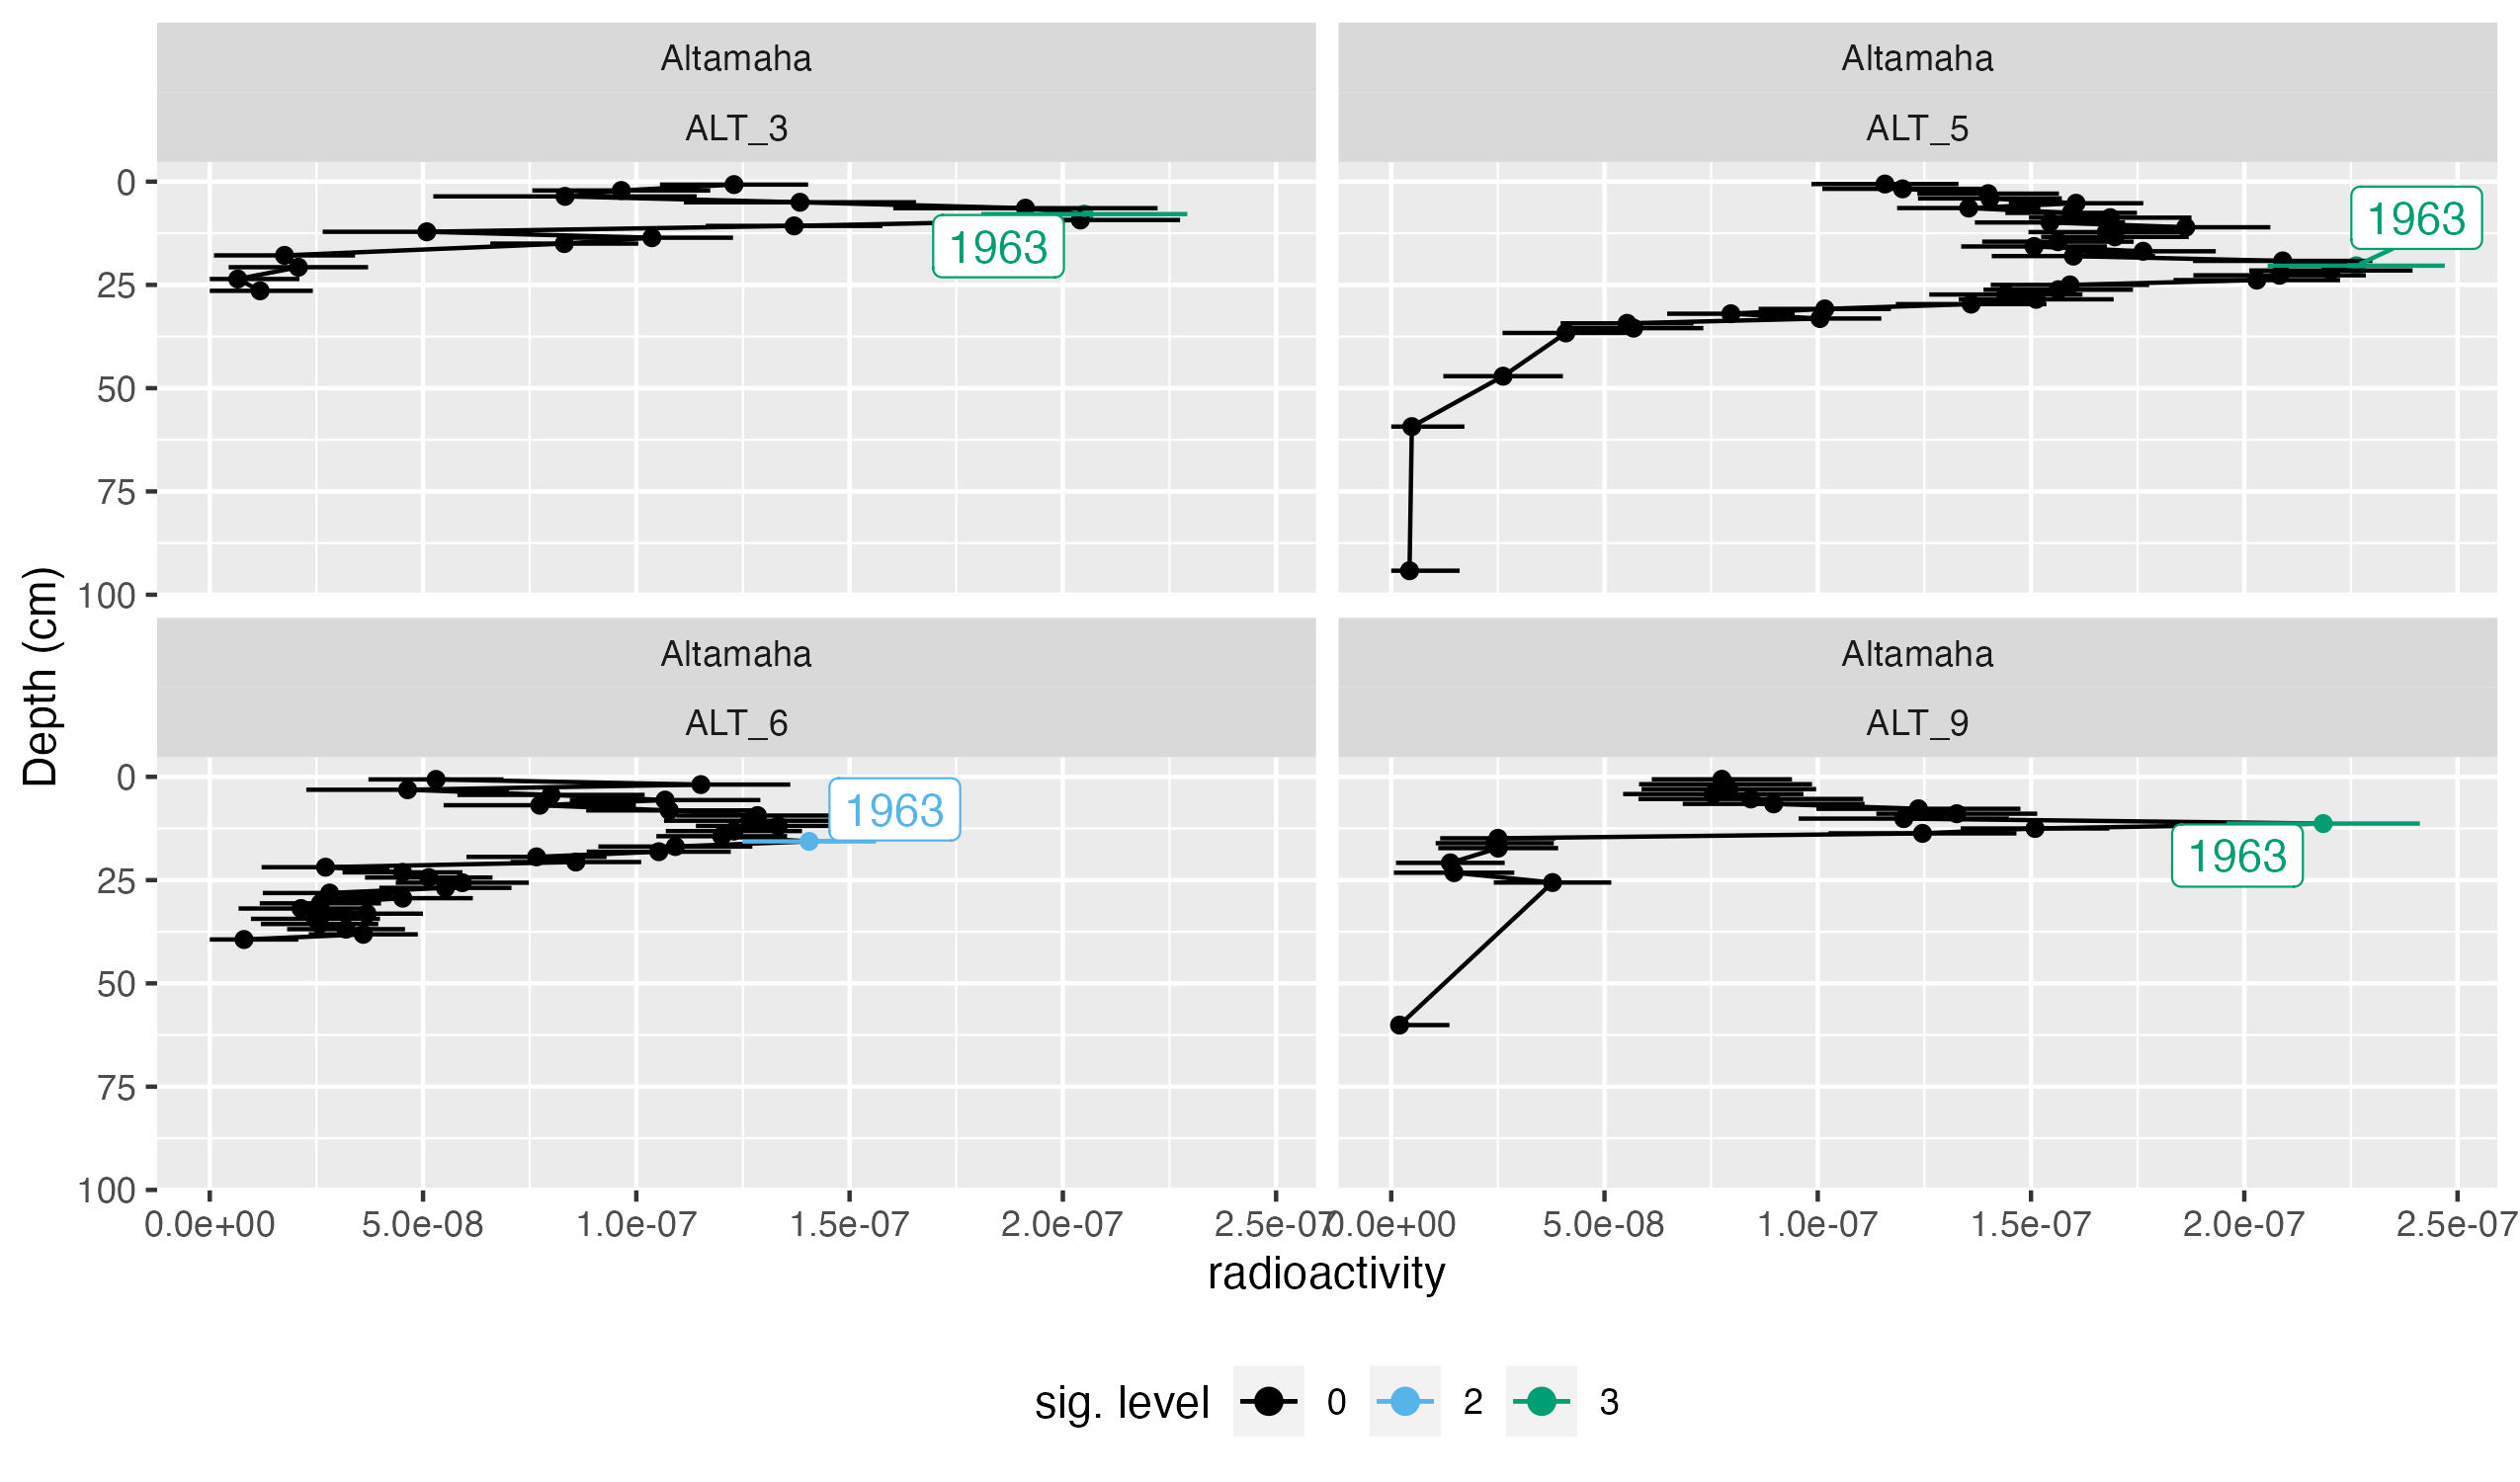 Altamaha
Altamaha
ALT_3
ALT_5
0
25
50
75
100
1963
1963
Altamaha
Altamaha
ALT_6
ALT_9
0
25
50
75
100
1963
1963
Depth (cm)
0.0e+00 5.0e-08 1.0e-07 1.5e-07 2.0e-07 2.5e-07
0.0e+00 5.0e-08 1.0e-07 1.5e-07 2.0e-07 2.5e-07
radioactivity
sig. level 0 2 3